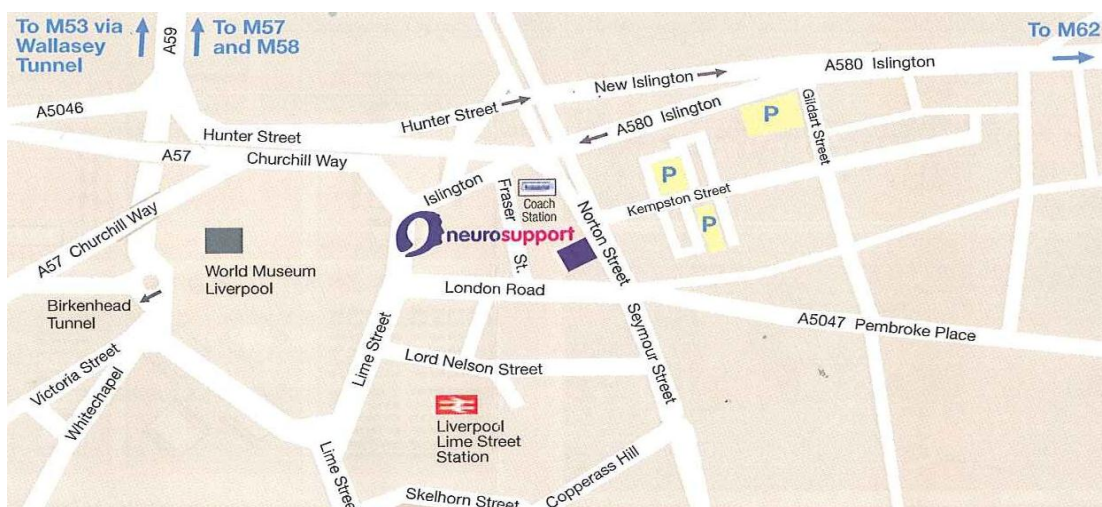 To M53 via
Wallasey
Tunnel
A59
To M57
and M58
To M62
A5046
A57
Hunter Street
Hunter Street
New Islington
A580 Islington
A580 Islington
Gildart Street
P
P
P
Churchill Way
Islington
Fraser St.
Coach
Station
Kempston Street
Norton Street
A57 Churchill Way
neurosupport
World Museum
Liverpool
London Road
Birkenhead
Tunnel
Seymour Street
A5047 Pembroke Place
Lime Street
Lord Nelson Street
Victoria Street
Whitechapel
Liverpool
Lime Street
Station
Lime Street
Copperass Hill
Skelhorn Street